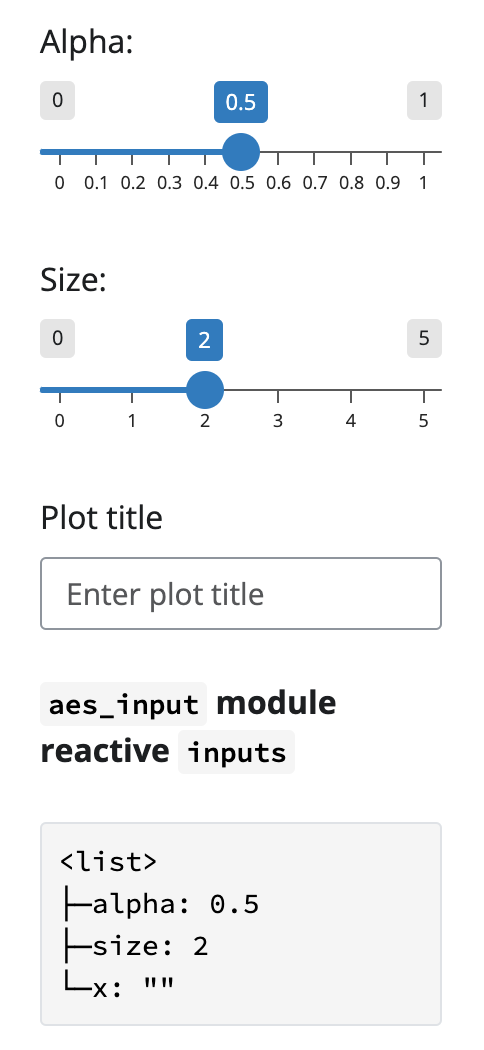 Alpha:
0 0.5 1
0 0.1 0.2 0.3 0.4 0.5 0.6 0.7 0.8 0.9 1
Size:
0 2 5
0 1 2 3 4 5
Plot title
Enter plot title
aes_input module
reactive inputs
<list>
├─alpha: 0.5
├─size: 2
└─x: ""